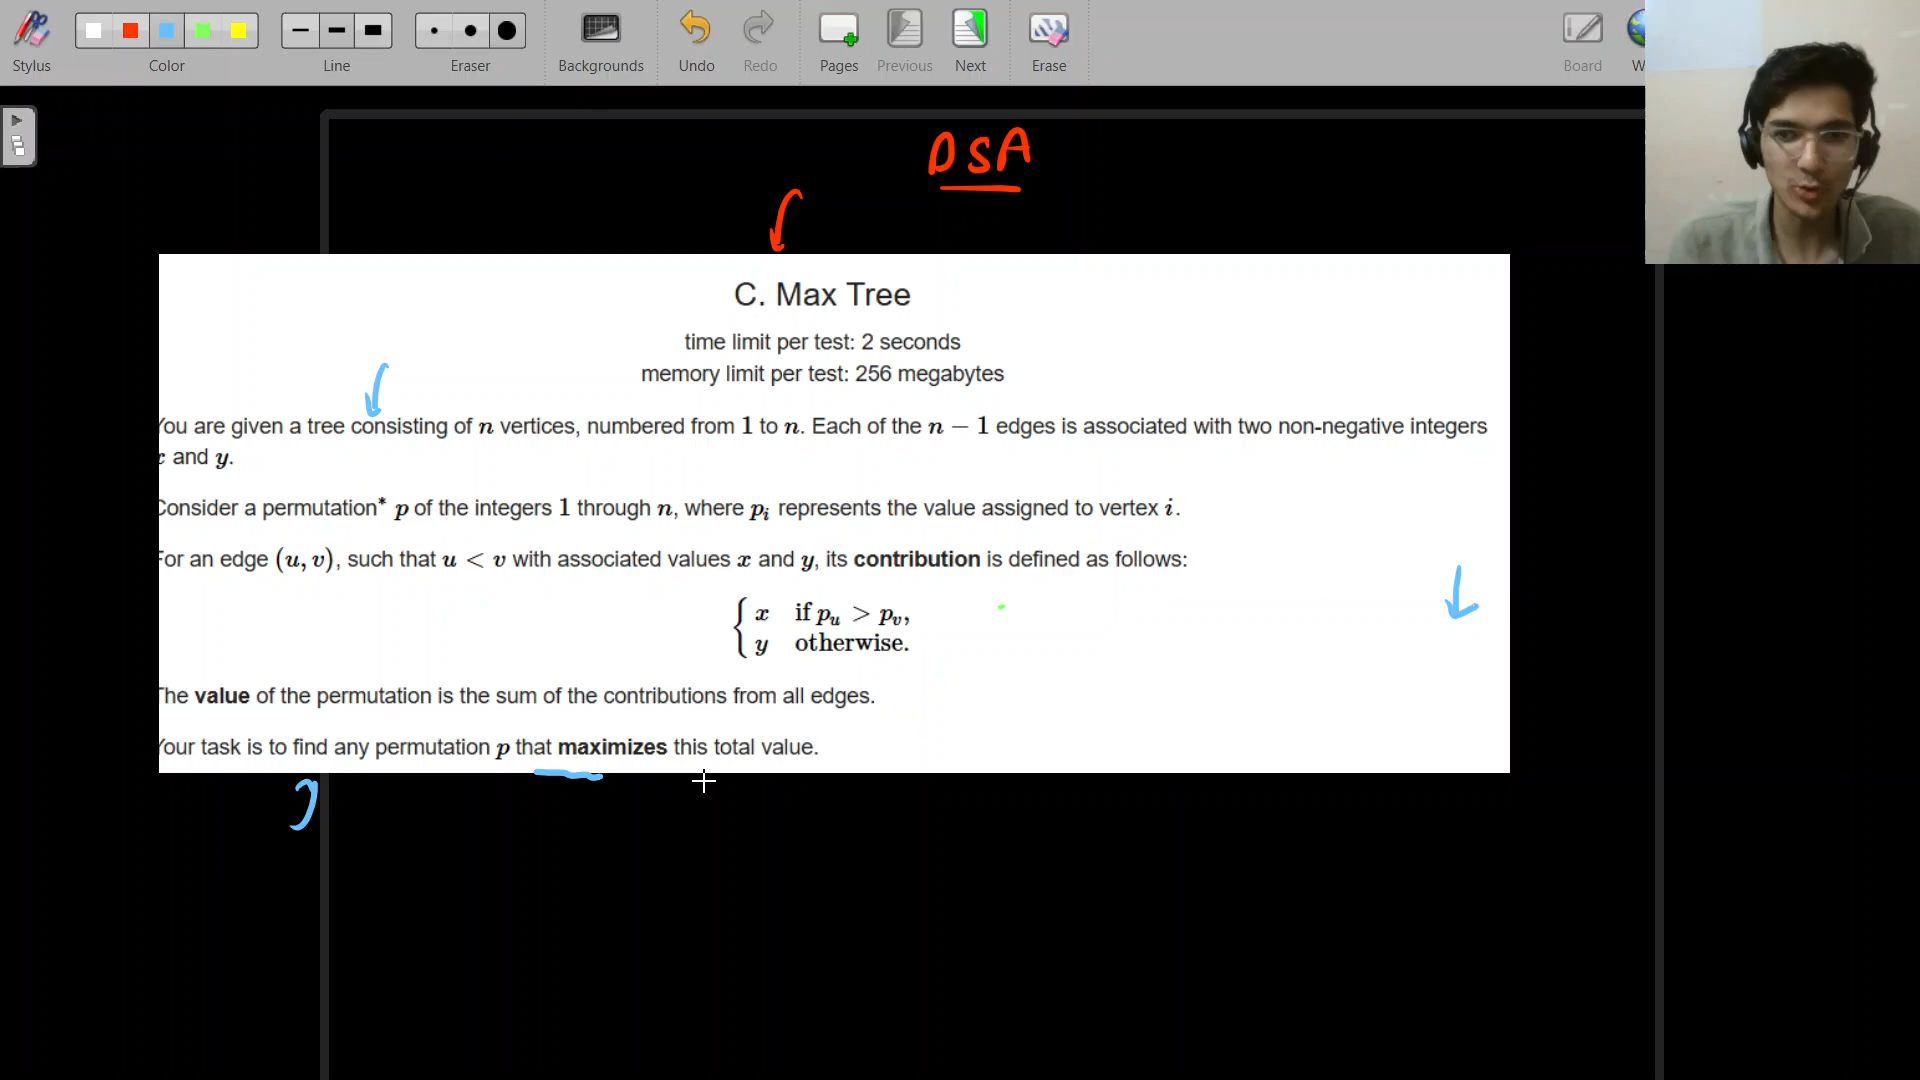 Stylus
Color
Line
Eraser
Backgrounds
Undo
Redo
Pages
Previous
Next
Erase
Board
W
DSA
C. Max Tree
time limit per test: 2 seconds
memory limit per test: 256 megabytes
You are given a tree consisting of n vertices, numbered from 1 to n. Each of the n − 1 edges is associated with two non-negative integers
x and y.
Consider a permutation* p of the integers 1 through n, where pᵢ represents the value assigned to vertex i.
For an edge (u, v), such that u < v with associated values x and y, its contribution is defined as follows:
{ x if pᵤ > pᵥ,
y otherwise.
The value of the permutation is the sum of the contributions from all edges.
Your task is to find any permutation p that maximizes this total value.